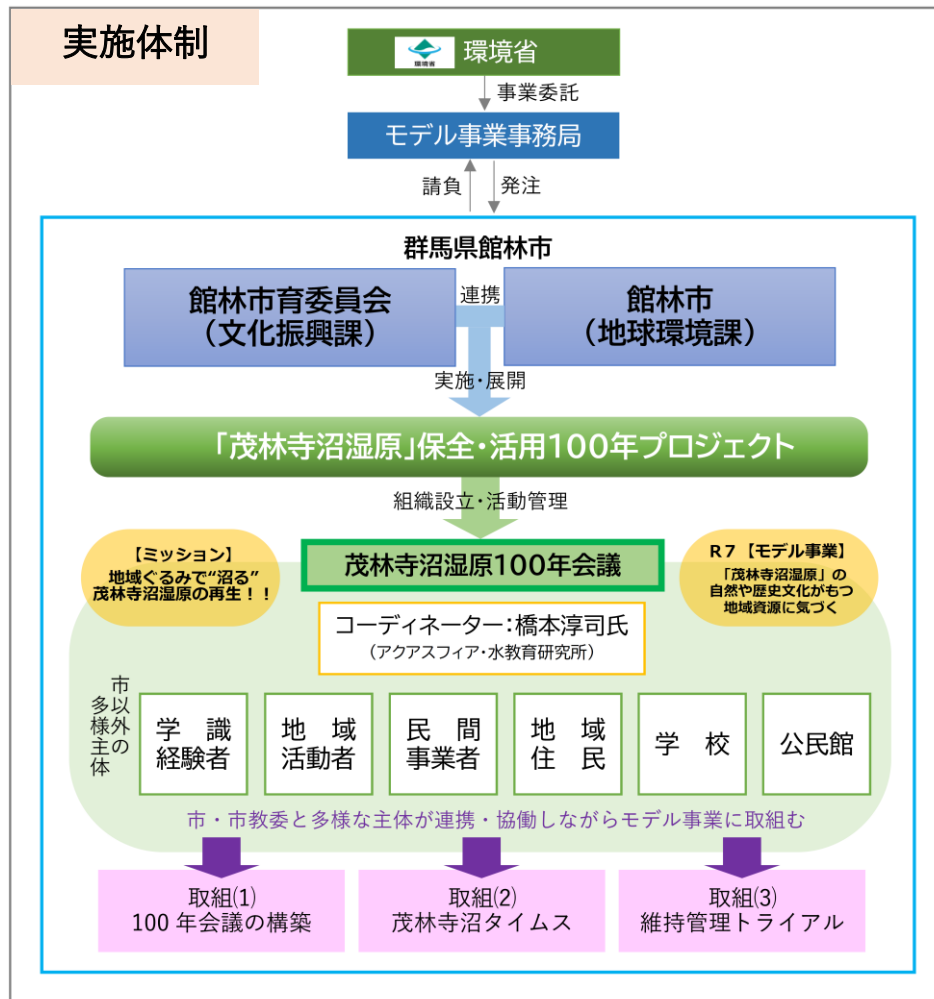 実施体制
環境省
環境省
事業委託
モデル事業事務局
請負
発注
群馬県館林市
館林市育委員会
（文化振興課）
連携
館林市
（地球環境課）
実施・展開
「茂林寺沼湿原」保全・活用100年プロジェクト
組織設立・活動管理
【ミッション】
地域ぐるみで“沼る”
茂林寺沼湿原の再生！！
茂林寺沼湿原100年会議
R７【モデル事業】
「茂林寺沼湿原」の
自然や歴史文化がもつ
地域資源に気づく
コーディネーター：橋本淳司氏
（アクアスフィア・水教育研究所）
市以外の
多様主体
学　識
経験者
地　域
活動者
民　間
事業者
地　域
住　民
学　校
公民館
市・市教委と多様な主体が連携・協働しながらモデル事業に取組む
取組⑴
100 年会議の構築
取組⑵
茂林寺沼タイムス
取組⑶
維持管理トライアル